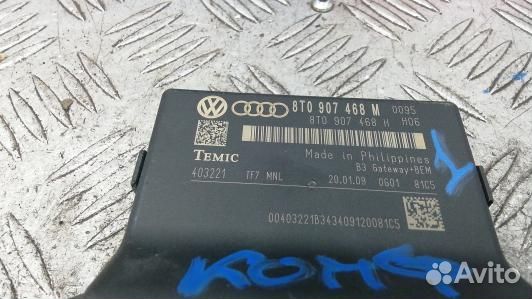 8T0 907 468 M 0095
8T0 907 468 H H06
TEMIC Made in Philippines
B3 Gateway+BEM
403221 TF7 MNL 20.01.09 0601 81C5
00403221B343409120081C5
1
Avito